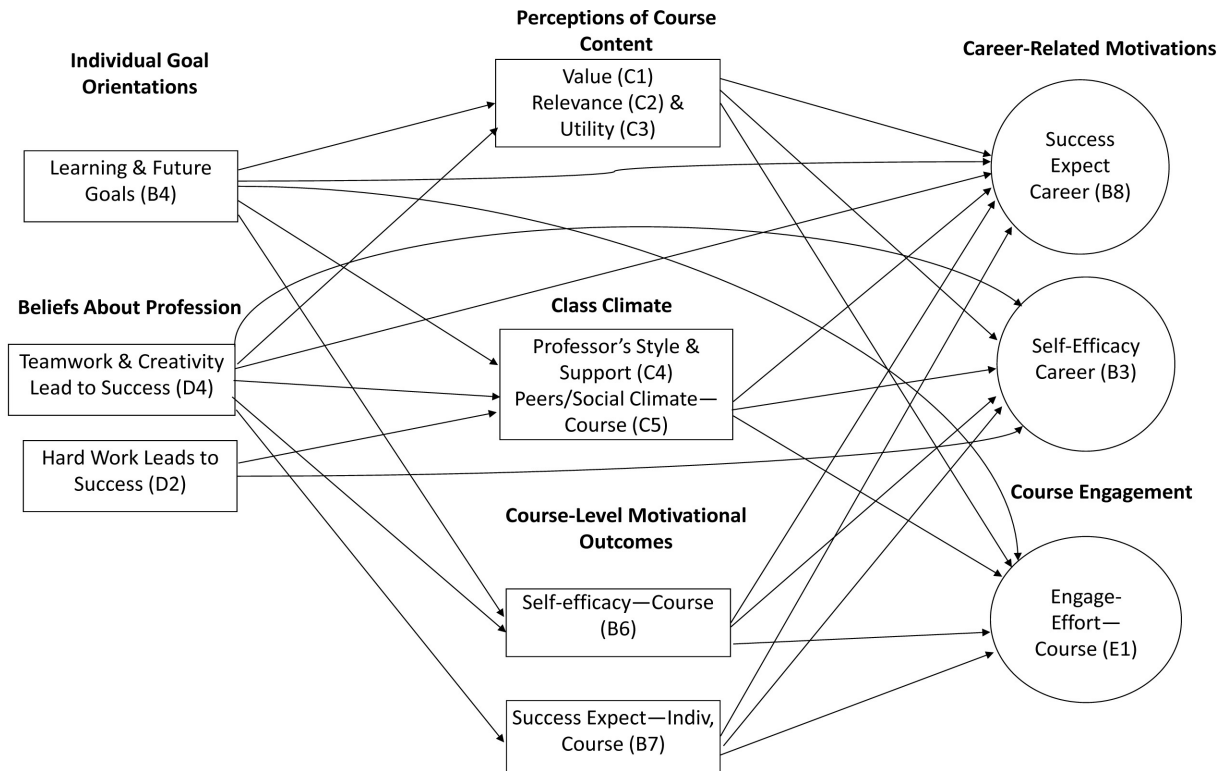 Individual Goal
Orientations
Learning & Future
Goals (B4)
Beliefs About Profession
Teamwork & Creativity
Lead to Success (D4)
Hard Work Leads to
Success (D2)
Perceptions of Course
Content
Value (C1)
Relevance (C2) &
Utility (C3)
Class Climate
Professor’s Style &
Support (C4)
Peers/Social Climate—
Course (C5)
Course-Level Motivational
Outcomes
Self-efficacy—Course
(B6)
Success Expect—Indiv,
Course (B7)
Career-Related Motivations
Success
Expect
Career (B8)
Self-Efficacy
Career (B3)
Course Engagement
Engage-
Effort—
Course (E1)